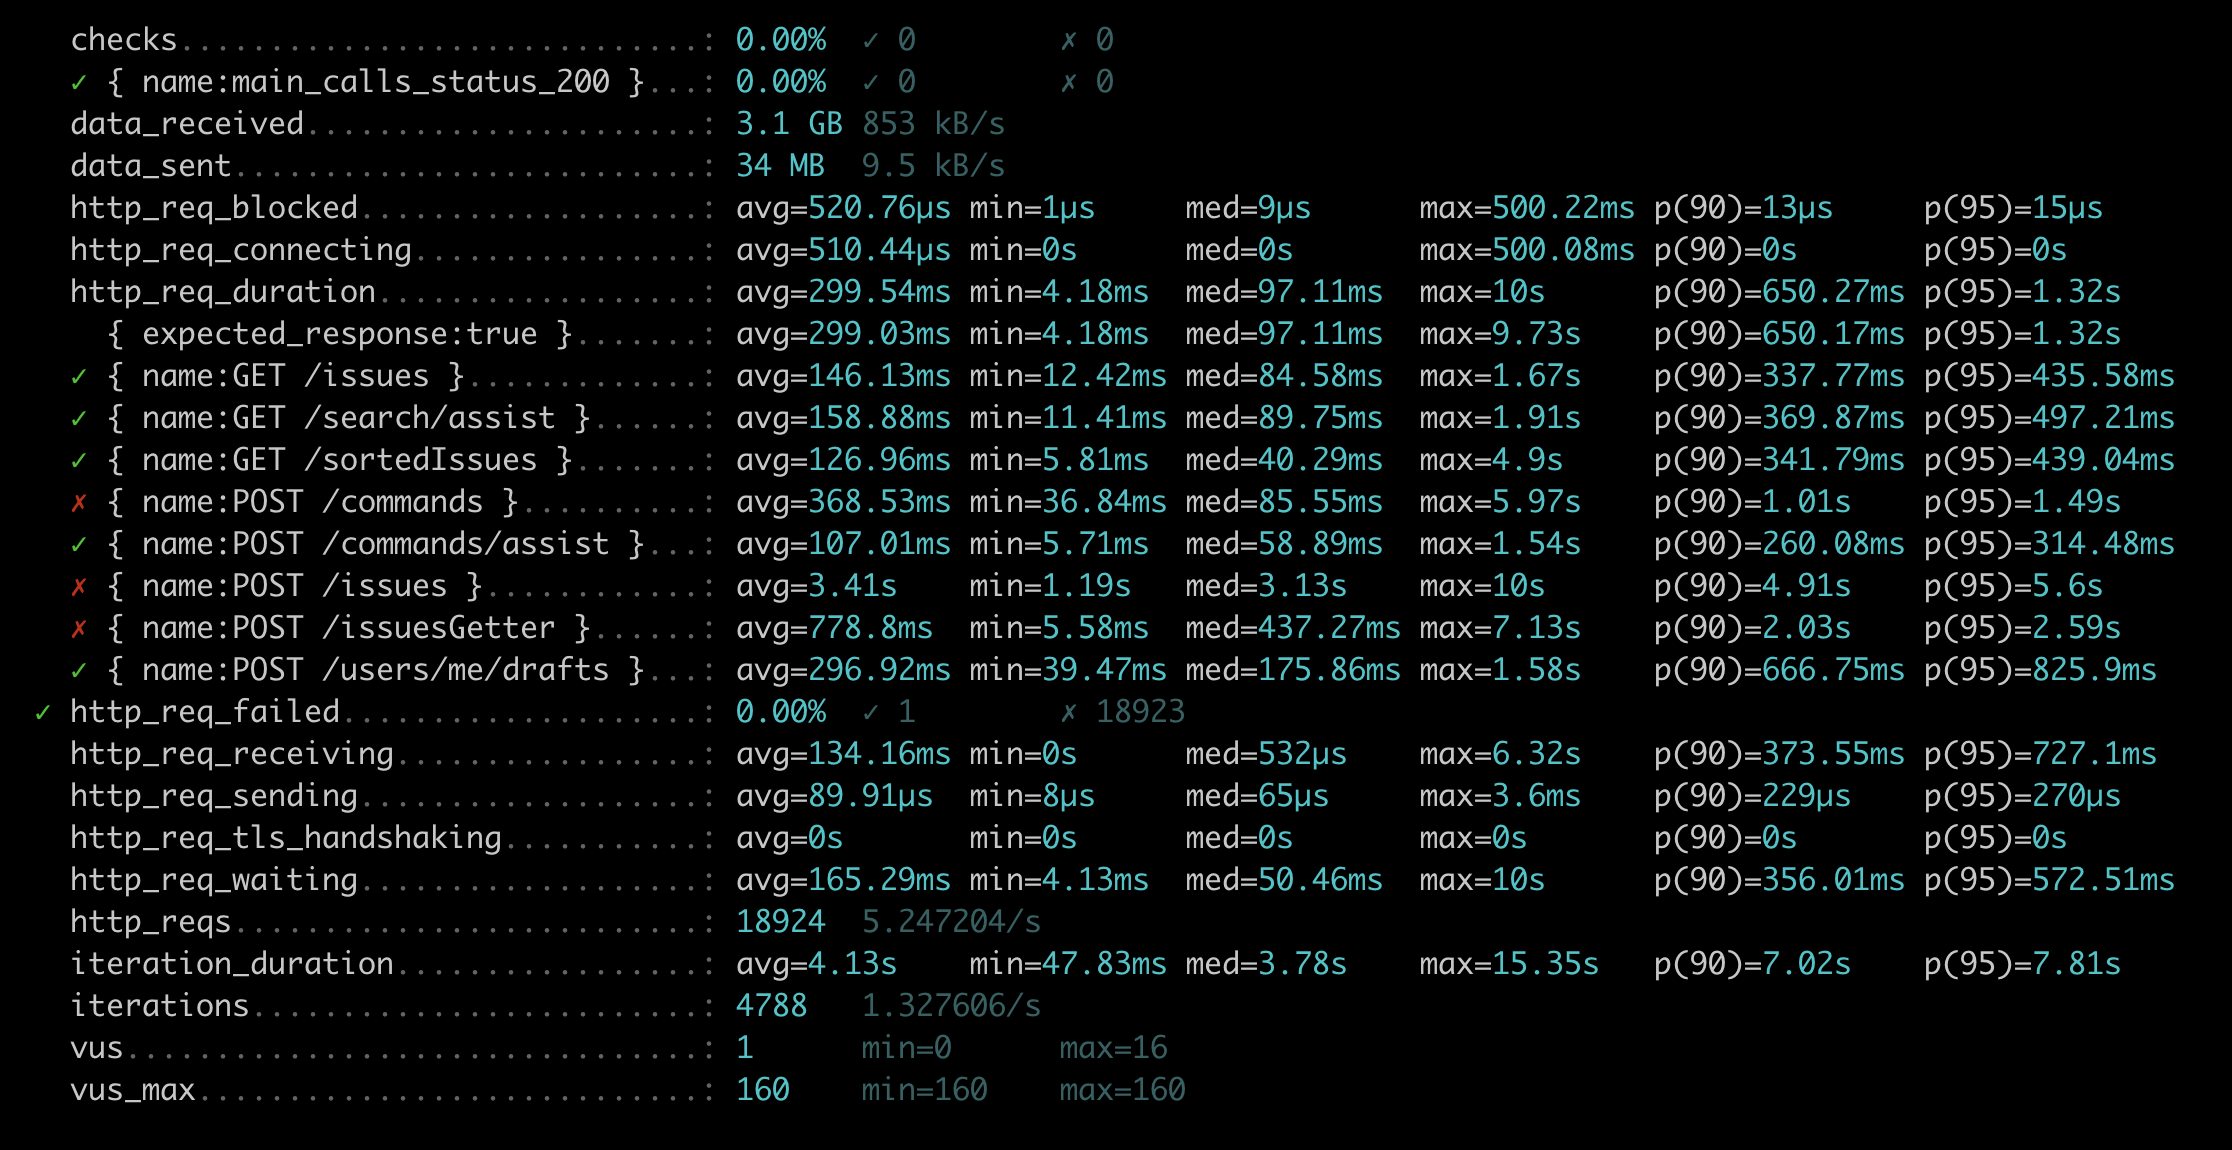 checks.............................: 0.00% ✓ 0 ✗ 0
✓ { name:main_calls_status_200 }...: 0.00% ✓ 0 ✗ 0
data_received......................: 3.1 GB 853 kB/s
data_sent..........................: 34 MB 9.5 kB/s
http_req_blocked...................: avg=520.76µs min=1µs med=9µs max=500.22ms p(90)=13µs p(95)=15µs
http_req_connecting................: avg=510.44µs min=0s med=0s max=500.08ms p(90)=0s p(95)=0s
http_req_duration..................: avg=299.54ms min=4.18ms med=97.11ms max=10s p(90)=650.27ms p(95)=1.32s
{ expected_response:true }.......: avg=299.03ms min=4.18ms med=97.11ms max=9.73s p(90)=650.17ms p(95)=1.32s
✓ { name:GET /issues }.............: avg=146.13ms min=12.42ms med=84.58ms max=1.67s p(90)=337.77ms p(95)=435.58ms
✓ { name:GET /search/assist }......: avg=158.88ms min=11.41ms med=89.75ms max=1.91s p(90)=369.87ms p(95)=497.21ms
✓ { name:GET /sortedIssues }.......: avg=126.96ms min=5.81ms med=40.29ms max=4.9s p(90)=341.79ms p(95)=439.04ms
✗ { name:POST /commands }..........: avg=368.53ms min=36.84ms med=85.55ms max=5.97s p(90)=1.01s p(95)=1.49s
✓ { name:POST /commands/assist }...: avg=107.01ms min=5.71ms med=58.89ms max=1.54s p(90)=260.08ms p(95)=314.48ms
✗ { name:POST /issues }............: avg=3.41s min=1.19s med=3.13s max=10s p(90)=4.91s p(95)=5.6s
✗ { name:POST /issuesGetter }......: avg=778.8ms min=5.58ms med=437.27ms max=7.13s p(90)=2.03s p(95)=2.59s
✓ { name:POST /users/me/drafts }...: avg=296.92ms min=39.47ms med=175.86ms max=1.58s p(90)=666.75ms p(95)=825.9ms
✓ http_req_failed....................: 0.00% ✓ 1 ✗ 18923
http_req_receiving.................: avg=134.16ms min=0s med=532µs max=6.32s p(90)=373.55ms p(95)=727.1ms
http_req_sending...................: avg=89.91µs min=8µs med=65µs max=3.6ms p(90)=229µs p(95)=270µs
http_req_tls_handshaking...........: avg=0s min=0s med=0s max=0s p(90)=0s p(95)=0s
http_req_waiting...................: avg=165.29ms min=4.13ms med=50.46ms max=10s p(90)=356.01ms p(95)=572.51ms
http_reqs..........................: 18924 5.247204/s
iteration_duration.................: avg=4.13s min=47.83ms med=3.78s max=15.35s p(90)=7.02s p(95)=7.81s
iterations.........................: 4788 1.327606/s
vus................................: 1 min=0 max=16
vus_max............................: 160 min=160 max=160